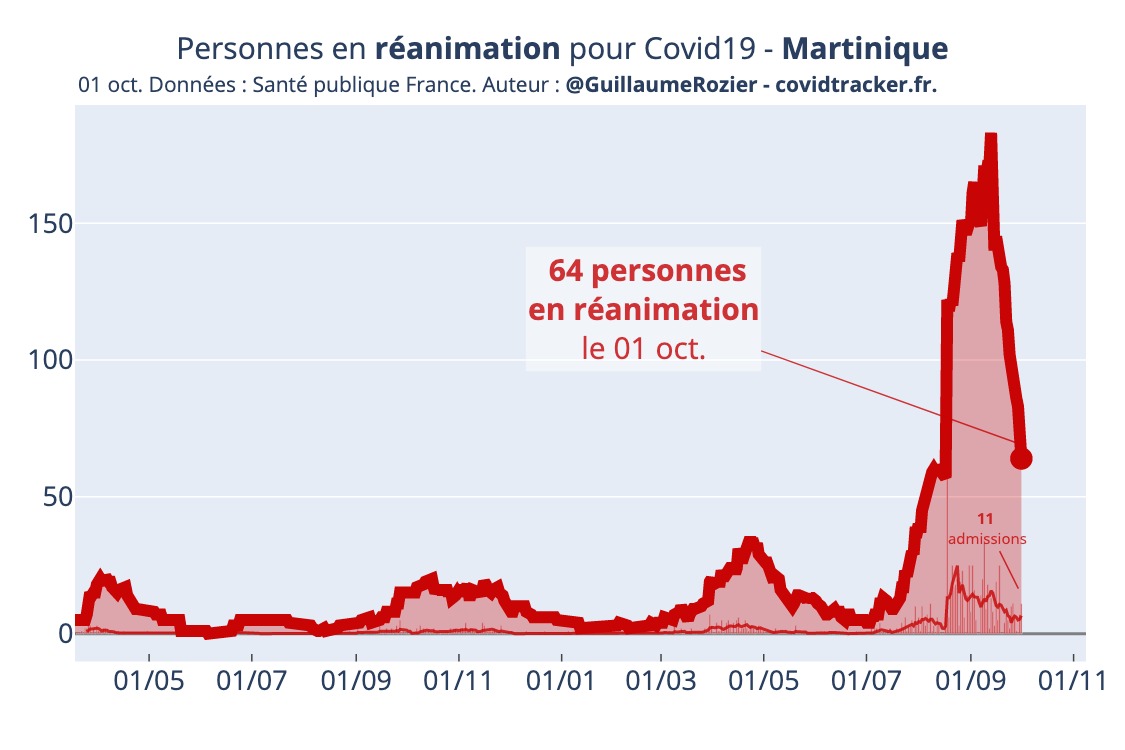 Personnes en réanimation pour Covid19 - Martinique
01 oct. Données : Santé publique France. Auteur : @GuillaumeRozier - covidtracker.fr.
150
100
50
0
64 personnes
en réanimation
le 01 oct.
11
admissions
01/05 01/07 01/09 01/11 01/01 01/03 01/05 01/07 01/09 01/11